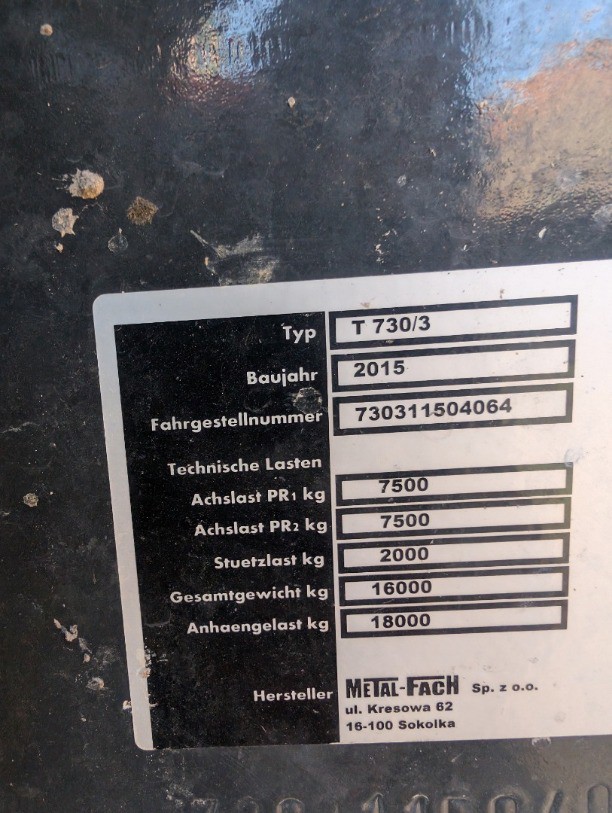 Typ T 730/3
Baujahr 2015
Fahrgestellnummer 730311504064
Technische Lasten
Achslast PR1 kg 7500
Achslast PR2 kg 7500
Stuetzlast kg 2000
Gesamtgewicht kg 16000
Anhaengelast kg 18000
Hersteller METAL-FACH Sp. z o.o.
ul. Kresowa 62
16-100 Sokolka